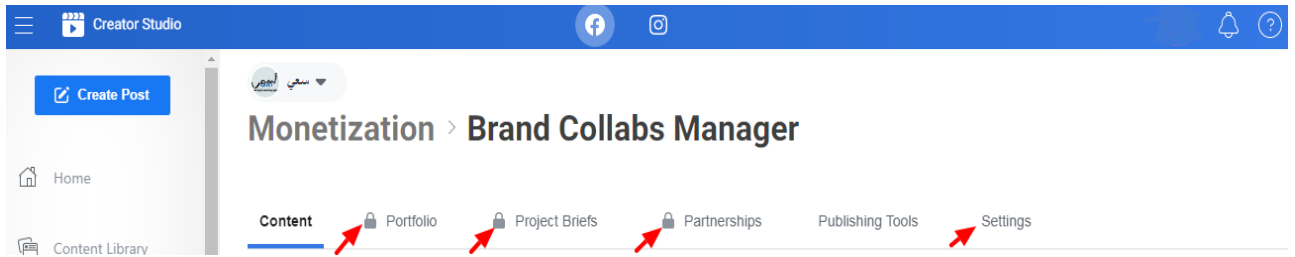 Creator Studio
Create Post
سعي
Monetization > Brand Collabs Manager
Home
Content Portfolio Project Briefs Partnerships Publishing Tools Settings
Content Library